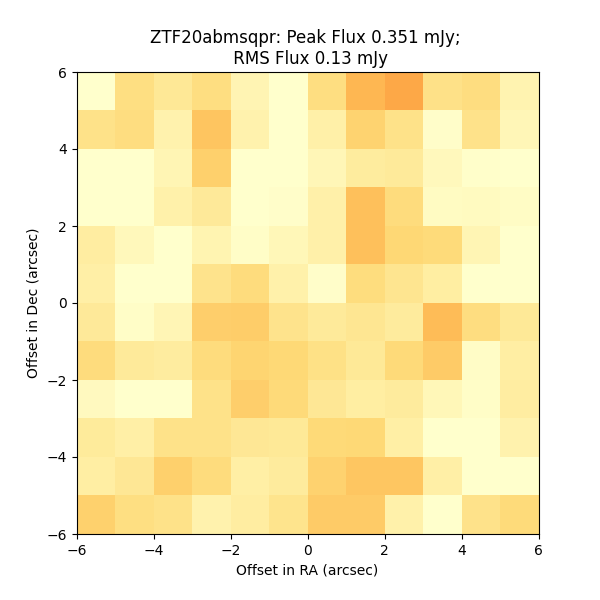 ZTF20abmsqpr: Peak Flux 0.351 mJy;
RMS Flux 0.13 mJy
6
4
2
0
−2
−4
−6
Offset in Dec (arcsec)
−6 −4 −2 0 2 4 6
Offset in RA (arcsec)